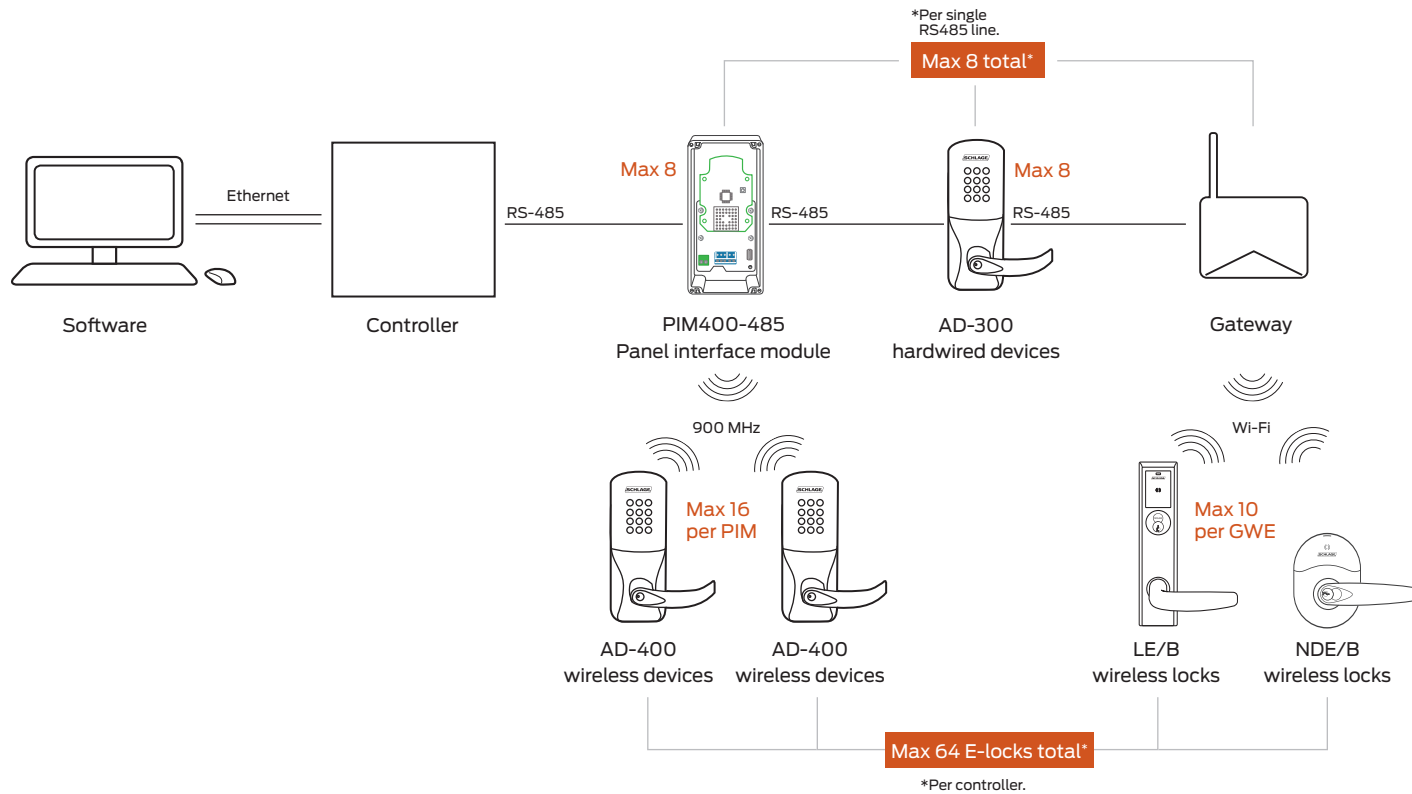 *Per single
RS485 line.
Max 8 total*
Ethernet
RS-485
Max 8
RS-485
SCHLAGE
Max 8
RS-485
Software
Controller
PIM400-485
Panel interface module
AD-300
hardwired devices
Gateway
900 MHz
Wi-Fi
SCHLAGE
Max 16
per PIM
SCHLAGE
Max 10
per GWE
SCHLAGE
AD-400
wireless devices
AD-400
wireless devices
LE/B
wireless locks
NDE/B
wireless locks
Max 64 E-locks total*
*Per controller.